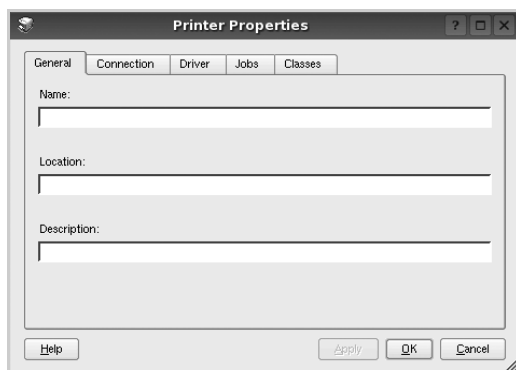 Printer Properties
General Connection Driver Jobs Classes
Name:
Location:
Description:
Help Apply OK Cancel